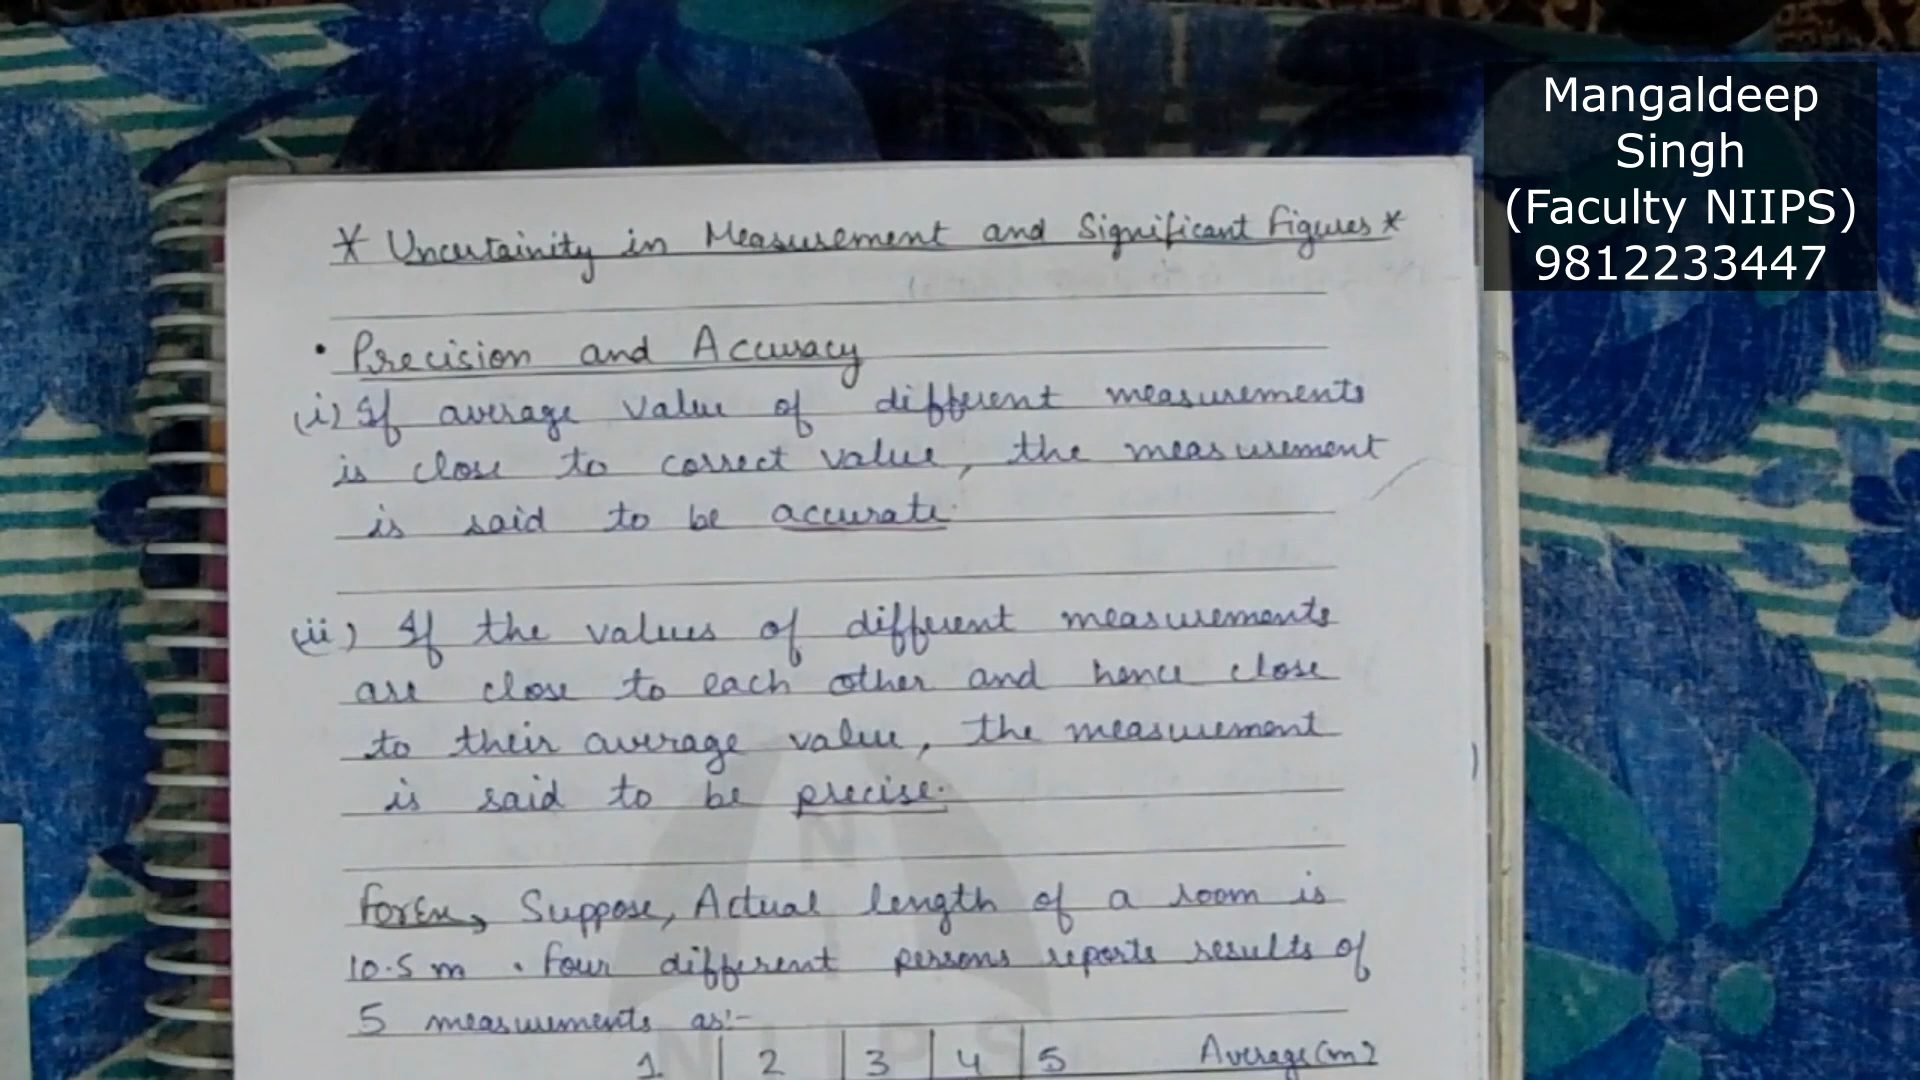 Mangaldeep
Singh
(Faculty NIIPS)
9812233447
* Uncertainity in Measurement and Significant Figures *
• Precision and Accuracy
(i) If average value of different measurements
is close to correct value, the measurement
is said to be accurate.
(ii) If the values of different measurements
are close to each other and hence close
to their average value, the measurement
is said to be precise.
For Ex, Suppose, Actual length of a room is
10.5 m . Four different persons reports results of
5 measurements as:-
1 | 2 | 3 | 4 | 5 Average(m)
N
I
NIIPS